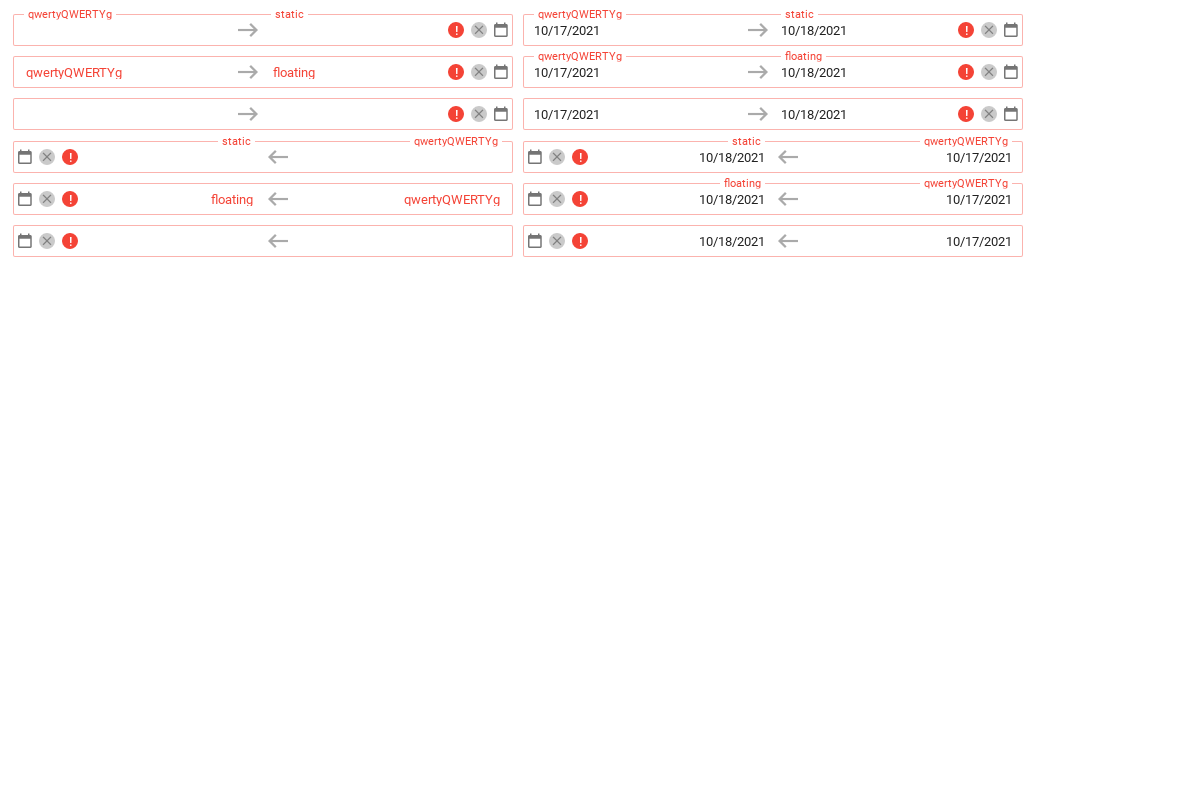 qwertyQWERTYg static qwertyQWERTYg static
10/17/2021 10/18/2021
qwertyQWERTYg floating
qwertyQWERTYg floating 10/17/2021 10/18/2021
10/17/2021 10/18/2021
static qwertyQWERTYg static qwertyQWERTYg
10/18/2021 10/17/2021
floating qwertyQWERTYg
floating qwertyQWERTYg 10/18/2021 10/17/2021
10/18/2021 10/17/2021